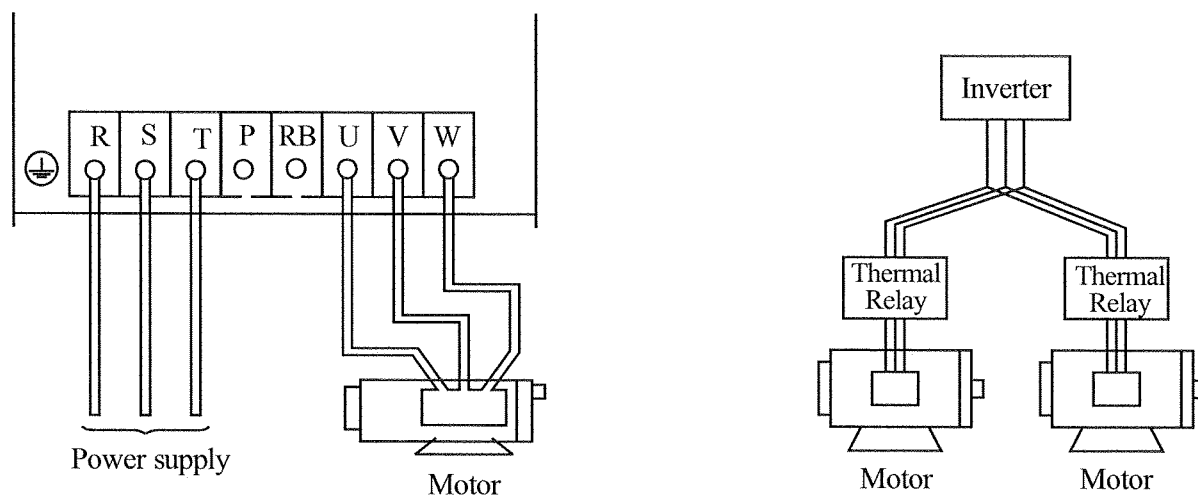 R S T P RB U V W
Power supply
Motor
Inverter
Thermal
Relay
Thermal
Relay
Motor
Motor